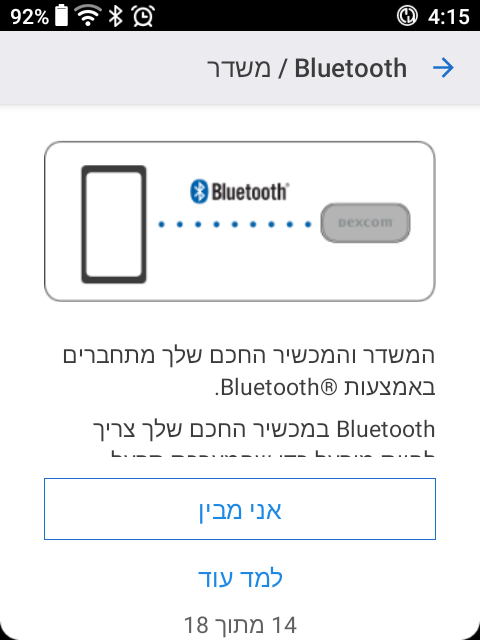 92% 4:15
משדר / Bluetooth
Bluetooth®
Dexcom
המשדר והמכשיר החכם שלך מתחברים
באמצעות Bluetooth®.
Bluetooth במכשיר החכם שלך צריך
אני מבין
למד עוד
14 מתוך 18